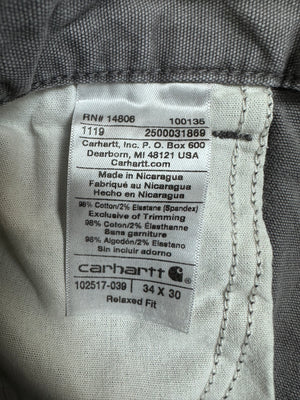 RN# 14806 100135
1119 2500031869
Carhartt, Inc. P.O. Box 600
Dearborn, MI 48121 USA
Carhartt.com
Made in Nicaragua
Fabriqué au Nicaragua
Hecho en Nicaragua
98% Cotton/2% Elastane (Spandex)
Exclusive of Trimming
98% Coton/2% Élasthanne
Sans garniture
98% Algodón/2% Elastano
Sin incluir adorno
carhartt
102517-039 34 X 30
Relaxed Fit